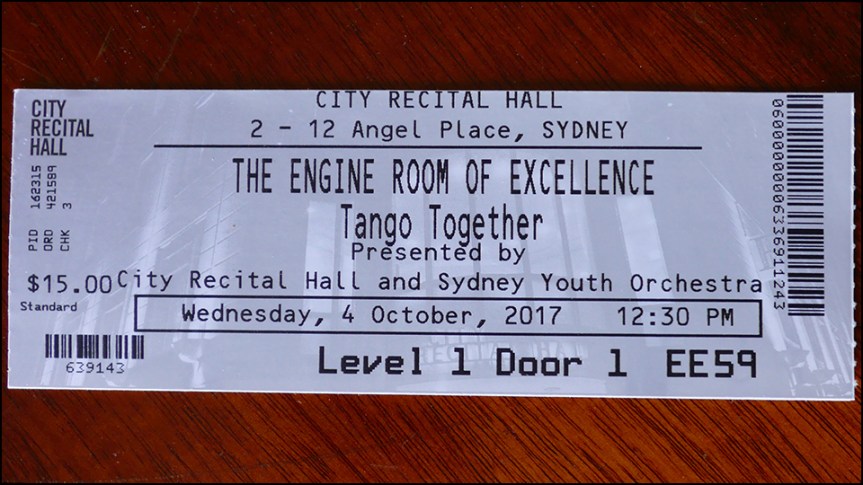 CITY
RECITAL
HALL
CITY RECITAL HALL
2 - 12 Angel Place, SYDNEY
THE ENGINE ROOM OF EXCELLENCE
Tango Together
Presented by
City Recital Hall and Sydney Youth Orchestra
Wednesday, 4 October, 2017 12:30 PM
Level 1 Door 1 EE59
PID 162315
ORD 421589
CHK 3
$15.00
Standard
639143